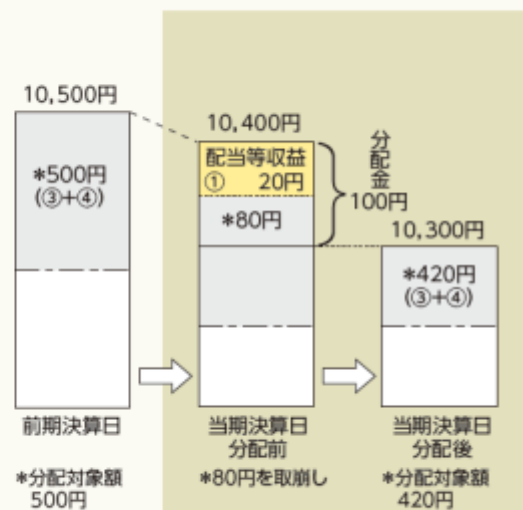 10,500円
*500円
(③+④)
前期決算日
*分配対象額
500円
10,400円
配当等収益
① 20円
*80円
分配金
100円
当期決算日
分配前
*80円を取崩し
10,300円
*420円
(③+④)
当期決算日
分配後
*分配対象額
420円